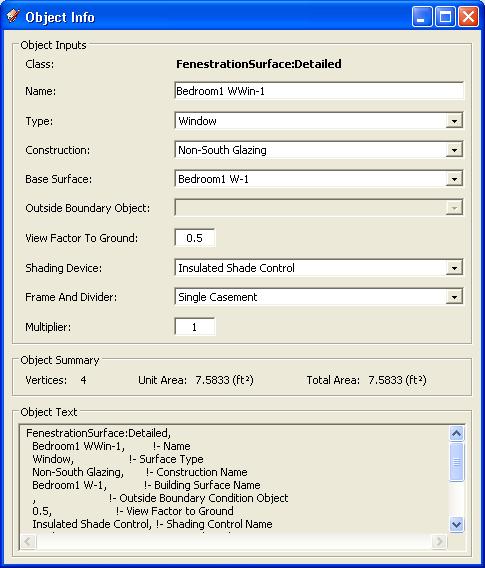 Object Info
Object Inputs
Class: FenestrationSurface:Detailed
Name: Bedroom1 WWin-1
Type: Window
Construction: Non-South Glazing
Base Surface: Bedroom1 W-1
Outside Boundary Object:
View Factor To Ground: 0.5
Shading Device: Insulated Shade Control
Frame And Divider: Single Casement
Multiplier: 1
Object Summary
Vertices: 4 Unit Area: 7.5833 (ft²) Total Area: 7.5833 (ft²)
Object Text
FenestrationSurface:Detailed,
Bedroom1 WWin-1, !- Name
Window, !- Surface Type
Non-South Glazing, !- Construction Name
Bedroom1 W-1, !- Building Surface Name
, !- Outside Boundary Condition Object
0.5, !- View Factor to Ground
Insulated Shade Control, !- Shading Control Name